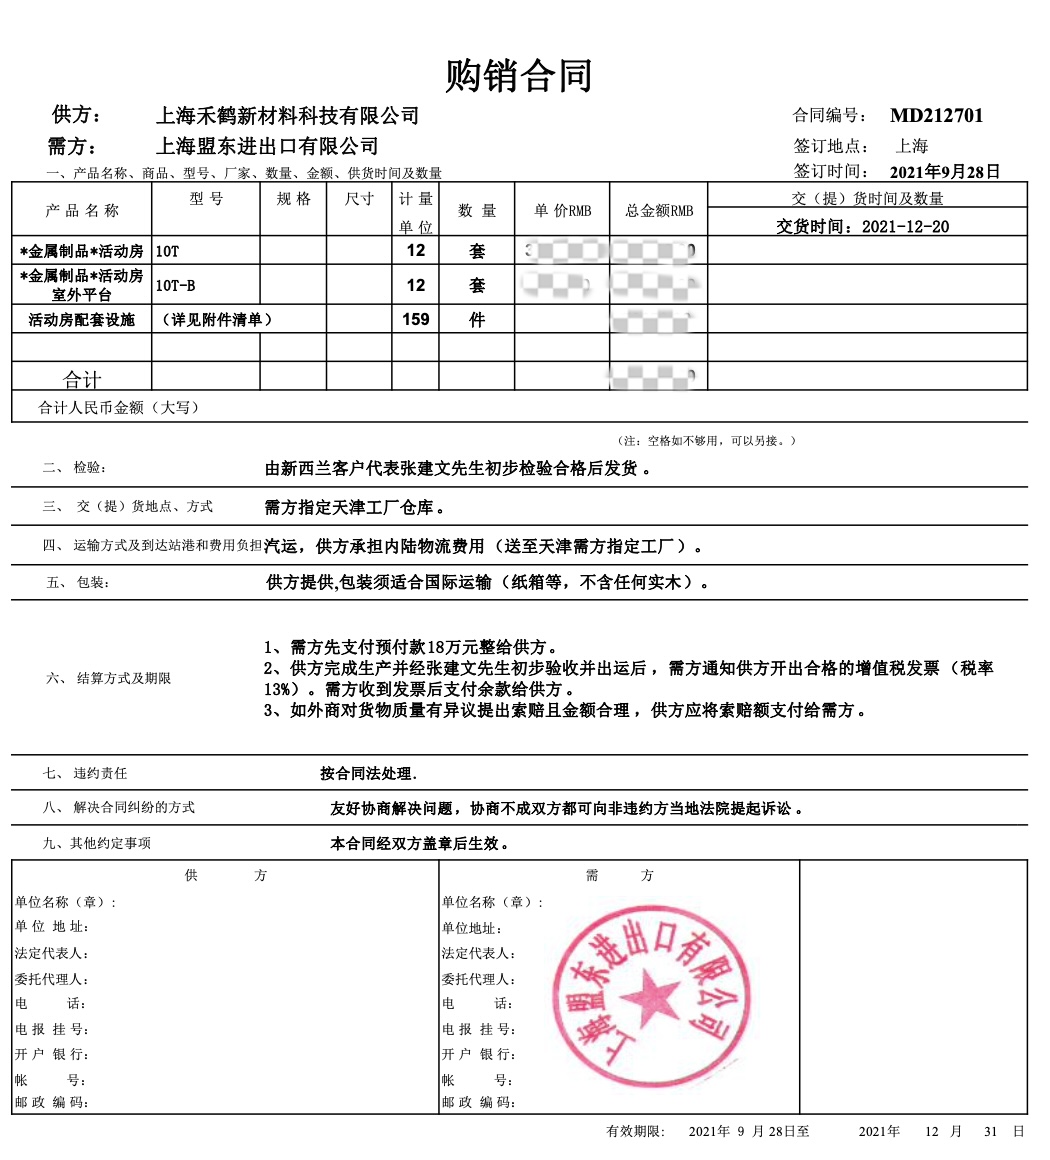 购销合同
供方： 上海禾鹤新材料科技有限公司 合同编号： MD212701
需方： 上海盟东进出口有限公司 签订地点： 上海
一、产品名称、商品、型号、厂家、数量、金额、供货时间及数量 签订时间： 2021年9月28日
产品名称 型号 规格 尺寸 计量单位 数量 单价RMB 总金额RMB 交（提）货时间及数量
交货时间：2021-12-20
*金属制品*活动房 10T 12 套
*金属制品*活动房室外平台 10T-B 12 套
活动房配套设施 （详见附件清单） 159 件
合计
合计人民币金额（大写）
（注：空格如不够用，可以另接。）
二、 检验: 由新西兰客户代表张建文先生初步检验合格后发货。
三、 交（提）货地点、方式 需方指定天津工厂仓库。
四、 运输方式及到达站港和费用负担: 汽运，供方承担内陆物流费用（送至天津需方指定工厂）。
五、 包装: 供方提供,包装须适合国际运输（纸箱等，不含任何实木）。
六、 结算方式及期限
1、需方先支付预付款18万元整给供方。
2、供方完成生产并经张建文先生初步验收并出运后，需方通知供方开出合格的增值税发票（税率
13%）。需方收到发票后支付余款给供方。
3、如外商对货物质量有异议提出索赔且金额合理，供方应将索赔额支付给需方。
七、 违约责任 按合同法处理.
八、 解决合同纠纷的方式 友好协商解决问题，协商不成双方都可向非违约方当地法院提起诉讼。
九、其他约定事项 本合同经双方盖章后生效。
供 方
单位名称（章）:
单 位 地 址:
法定代表人:
委托代理人:
电 话:
电 报 挂 号:
开 户 银 行:
帐 号:
邮 政 编 码:
需 方
单位名称（章）:
单位地址:
法定代表人:
委托代理人:
电 话:
电 报 挂 号:
开 户 银 行:
帐 号:
邮 政 编 码:
上海盟东进出口有限公司
有效期限: 2021年 9 月 28日至 2021年 12 月 31 日